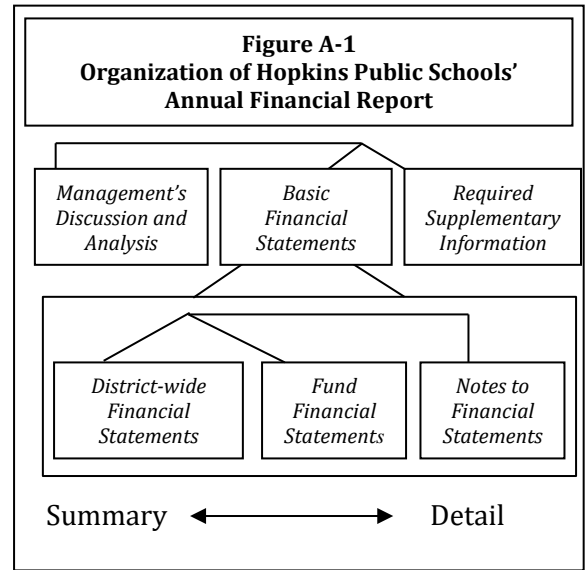 Figure A-1
Organization of Hopkins Public Schools’
Annual Financial Report
Management’s
Discussion and
Analysis
Basic
Financial
Statements
Required
Supplementary
Information
District-wide
Financial
Statements
Fund
Financial
Statements
Notes to
Financial
Statements
Summary
Detail